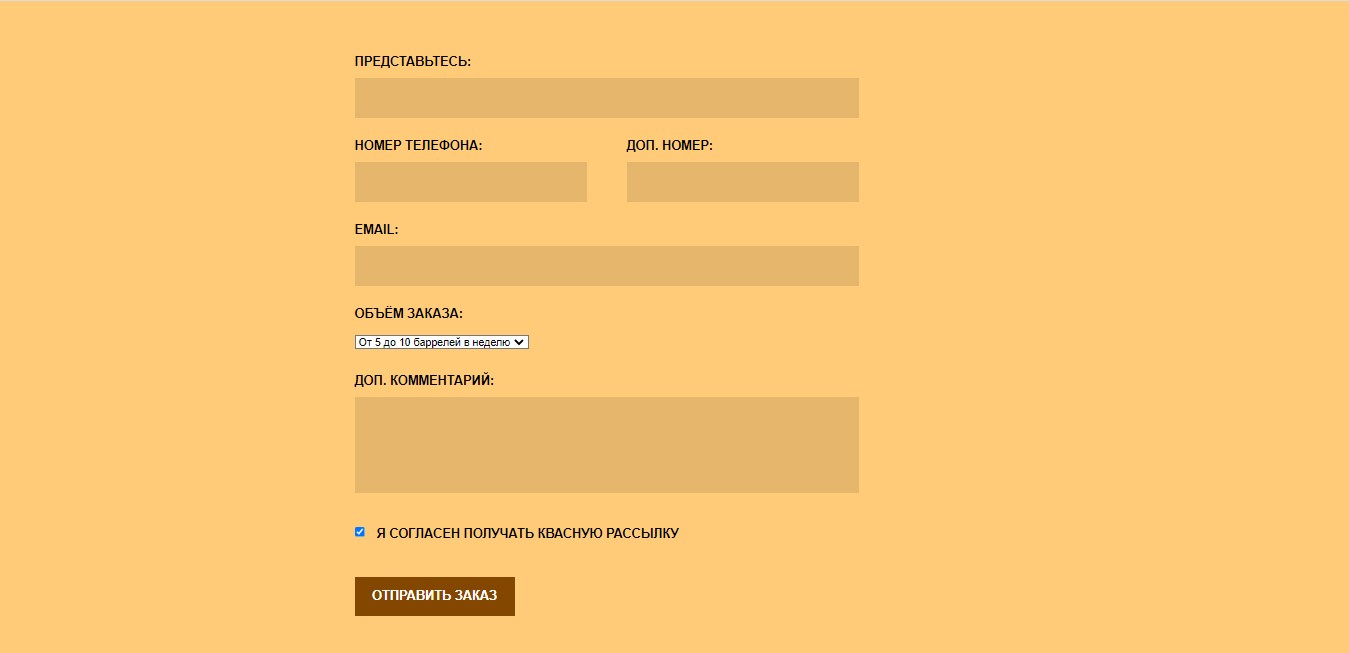 ПРЕДСТАВЬТЕСЬ:
НОМЕР ТЕЛЕФОНА: ДОП. НОМЕР:
EMAIL:
ОБЪЁМ ЗАКАЗА:
От 5 до 10 баррелей в неделю
ДОП. КОММЕНТАРИЙ:
Я СОГЛАСЕН ПОЛУЧАТЬ КВАСНУЮ РАССЫЛКУ
ОТПРАВИТЬ ЗАКАЗ